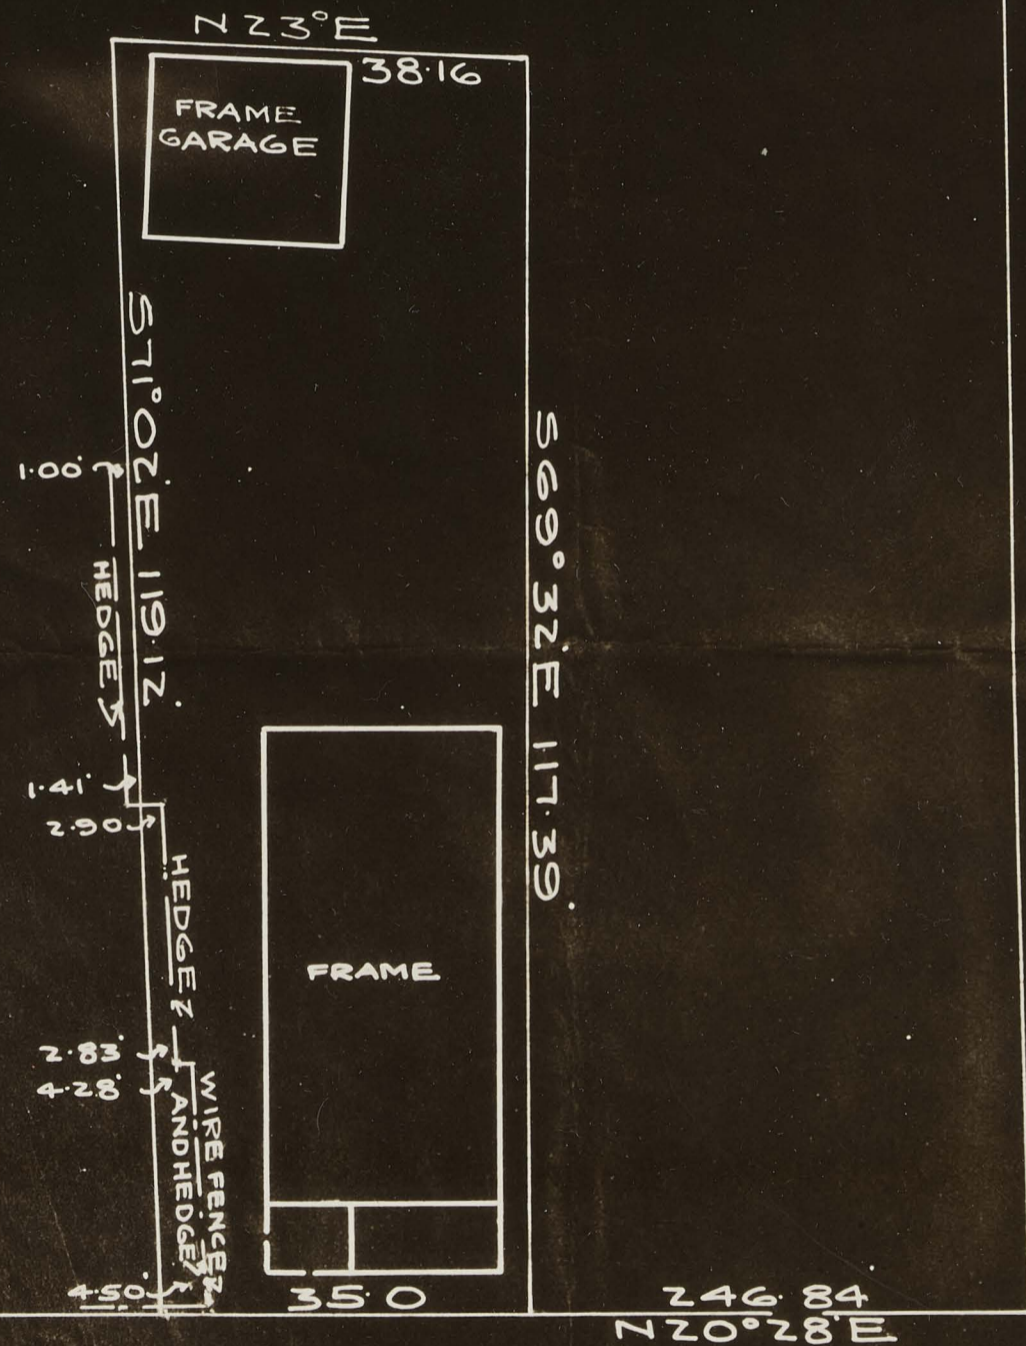 N23°E
38.16
FRAME
GARAGE
S71°02'E 119.12'
1.00'
HEDGE
1.41'
2.90
HEDGE
2.83'
4.28'
WIRE FENCE
AND HEDGE
4.50'
S69°32'E 117.39'
FRAME
35.0
246.84
N20°28'E